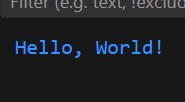 Filter (e.g. text, !exclud
Hello, World!